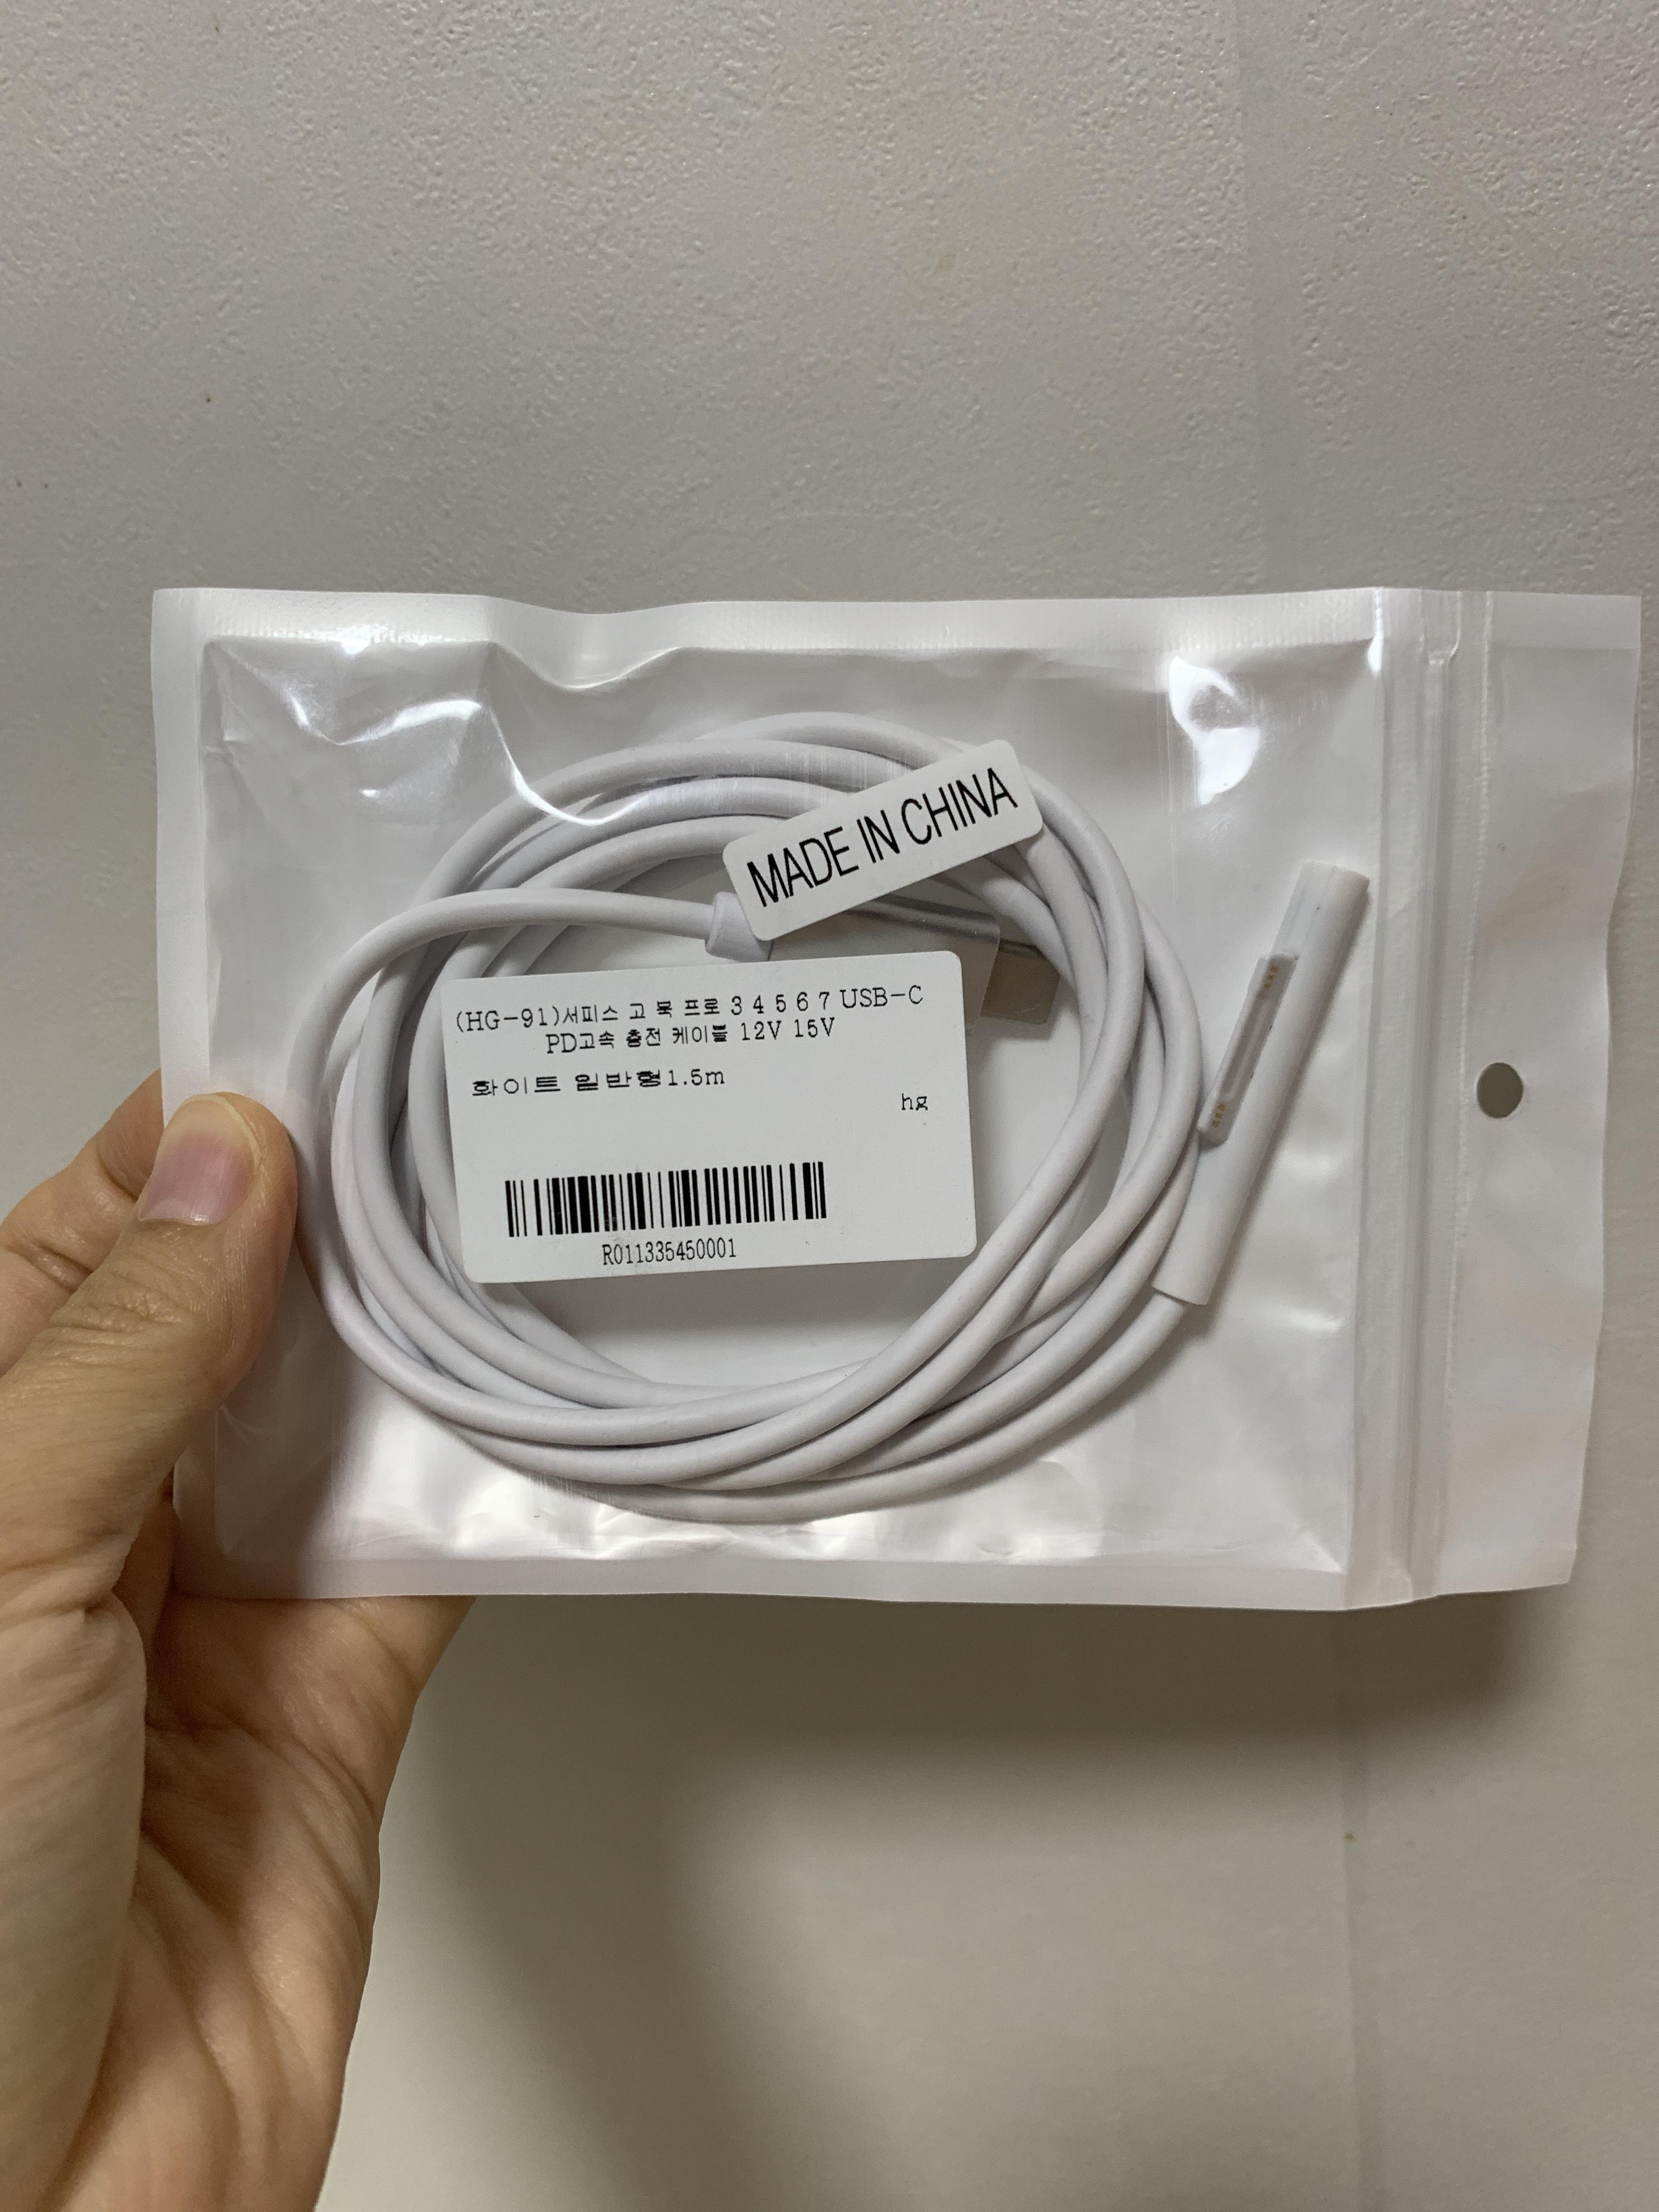 MADE IN CHINA
(HG-91)서피스 고 북 프로 3 4 5 6 7 USB-C
PD고속 충전 케이블 12V 15V
화이트 일반형1.5m
hg
R011335450001